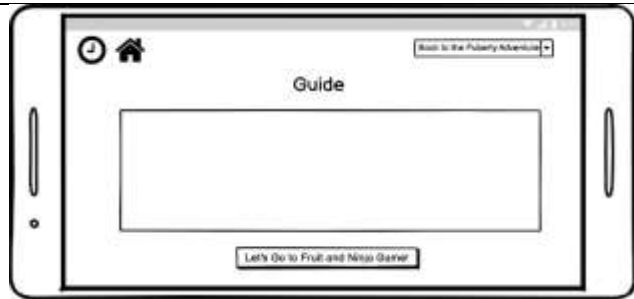 Back to the Puberty Adventure
Guide
Let's Go to Fruit and Ninja Game!